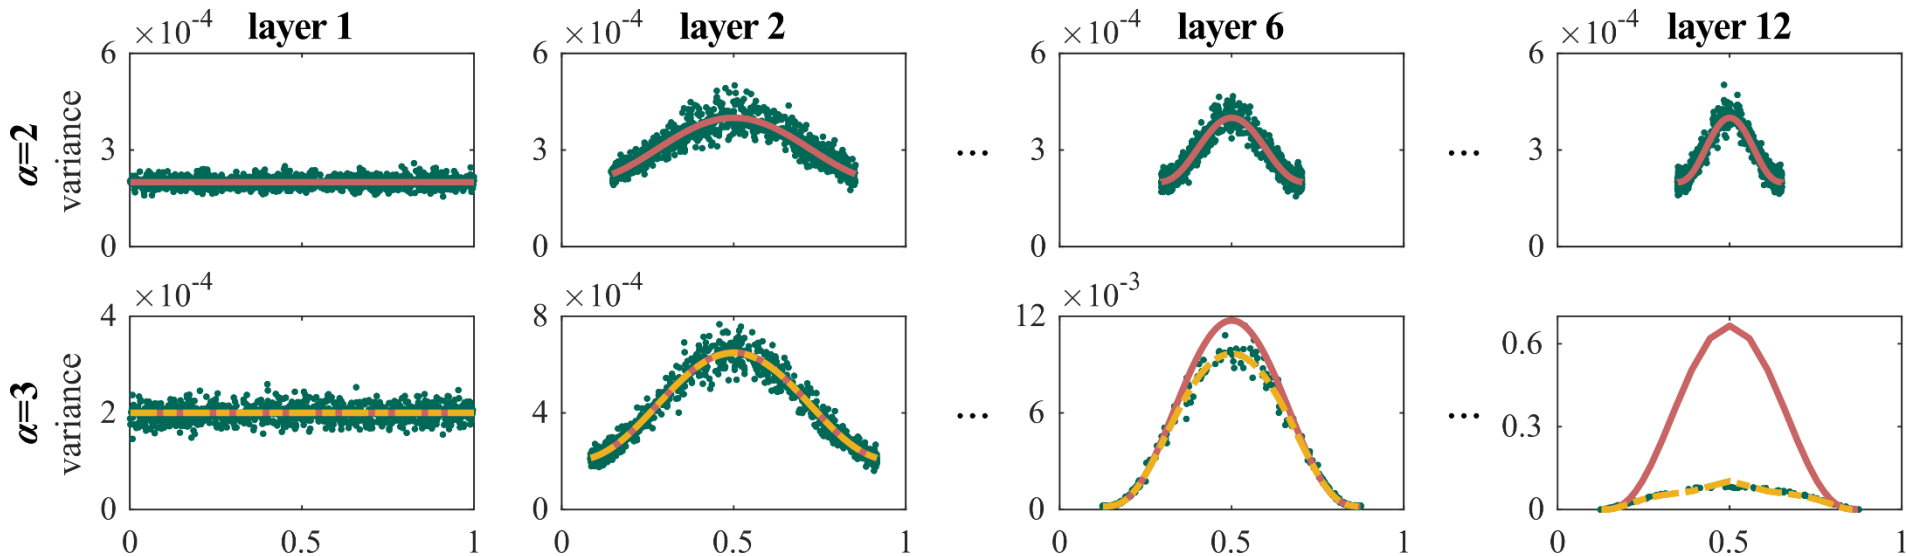 layer 1
×10-4
6
3
0
α=2
variance
layer 2
×10-4
6
3
0
...
layer 6
×10-4
6
3
0
...
layer 12
×10-4
6
3
0
α=3
variance
×10-4
4
2
0
0 0.5 1
×10-4
8
4
0
0 0.5 1
...
×10-3
12
6
0
0 0.5 1
...
0.6
0.3
0
0 0.5 1